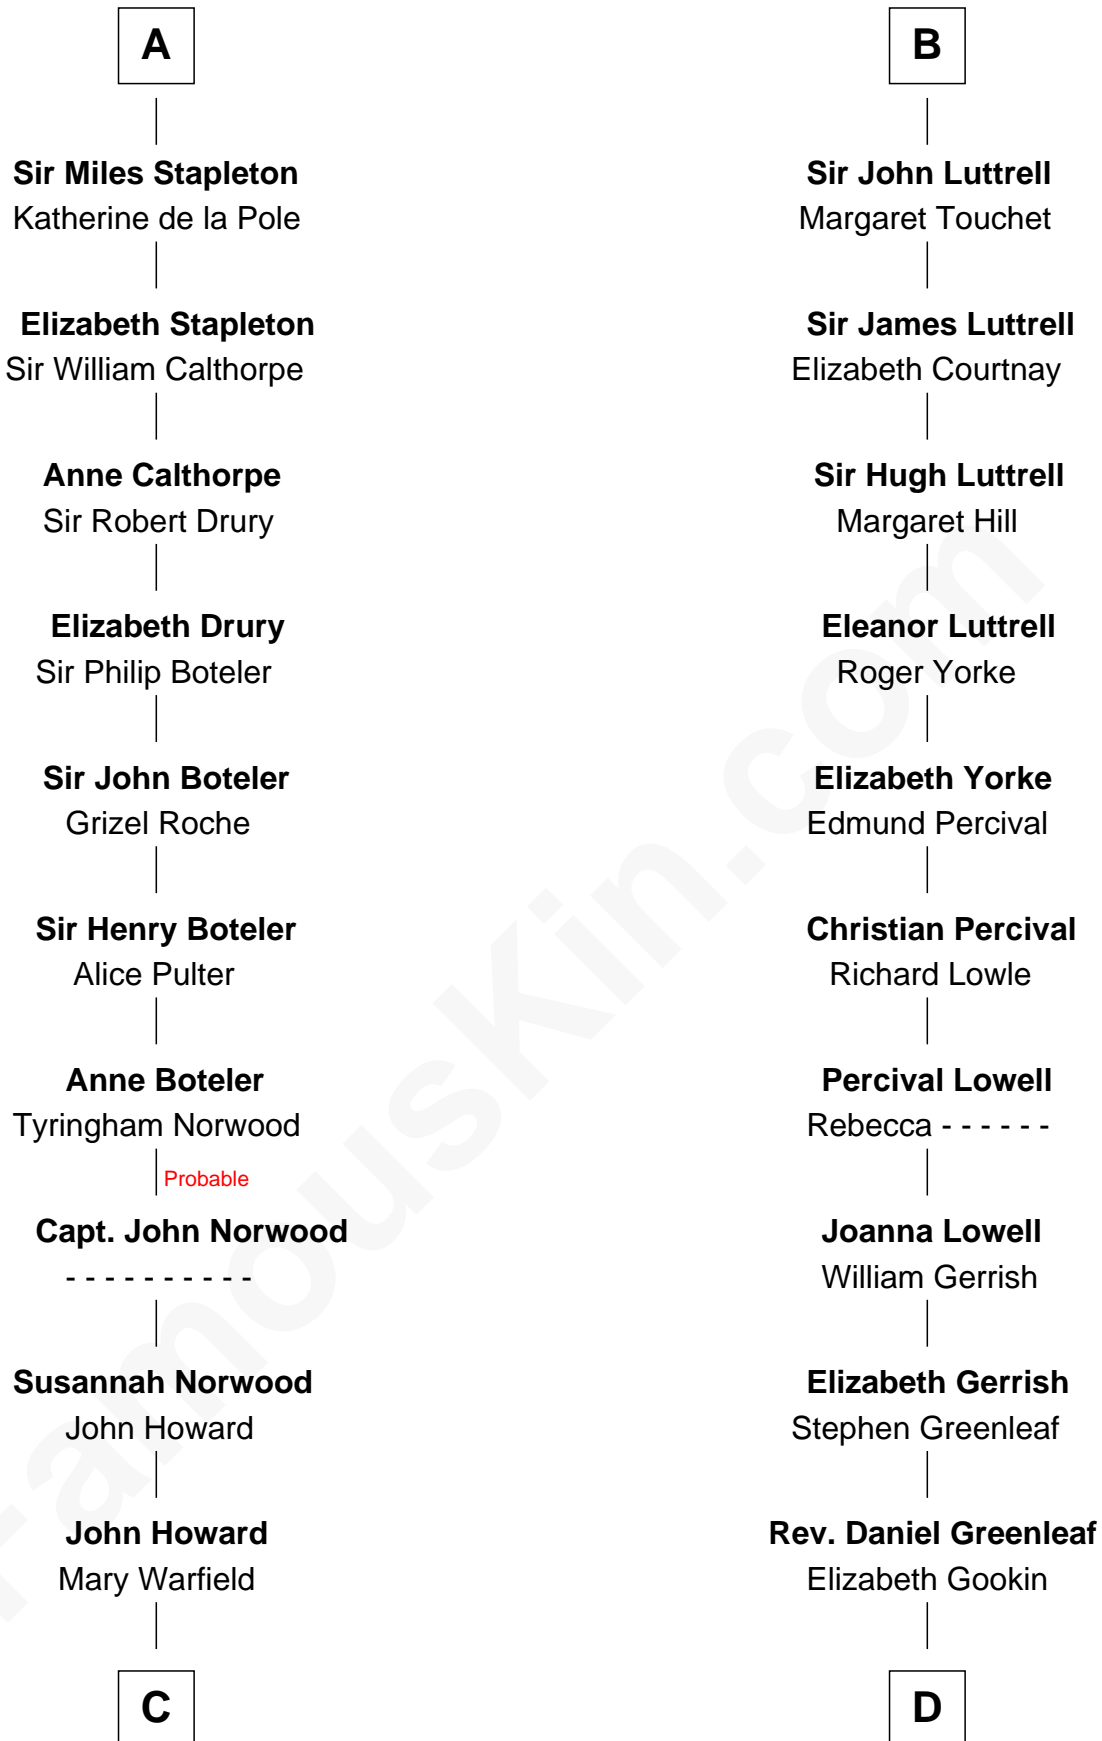 A
Sir Miles Stapleton
Katherine de la Pole
Elizabeth Stapleton
Sir William Calthorpe
Anne Calthorpe
Sir Robert Drury
Elizabeth Drury
Sir Philip Boteler
Sir John Boteler
Grizel Roche
Sir Henry Boteler
Alice Pulter
Anne Boteler
Tyringham Norwood
Probable
Capt. John Norwood
- - - - - - - - - -
Susannah Norwood
John Howard
John Howard
Mary Warfield
C
B
Sir John Luttrell
Margaret Touchet
Sir James Luttrell
Elizabeth Courtnay
Sir Hugh Luttrell
Margaret Hill
Eleanor Luttrell
Roger Yorke
Elizabeth Yorke
Edmund Percival
Christian Percival
Richard Lowle
Percival Lowell
Rebecca - - - - - -
Joanna Lowell
William Gerrish
Elizabeth Gerrish
Stephen Greenleaf
Rev. Daniel Greenleaf
Elizabeth Gookin
D
FamousKin.com